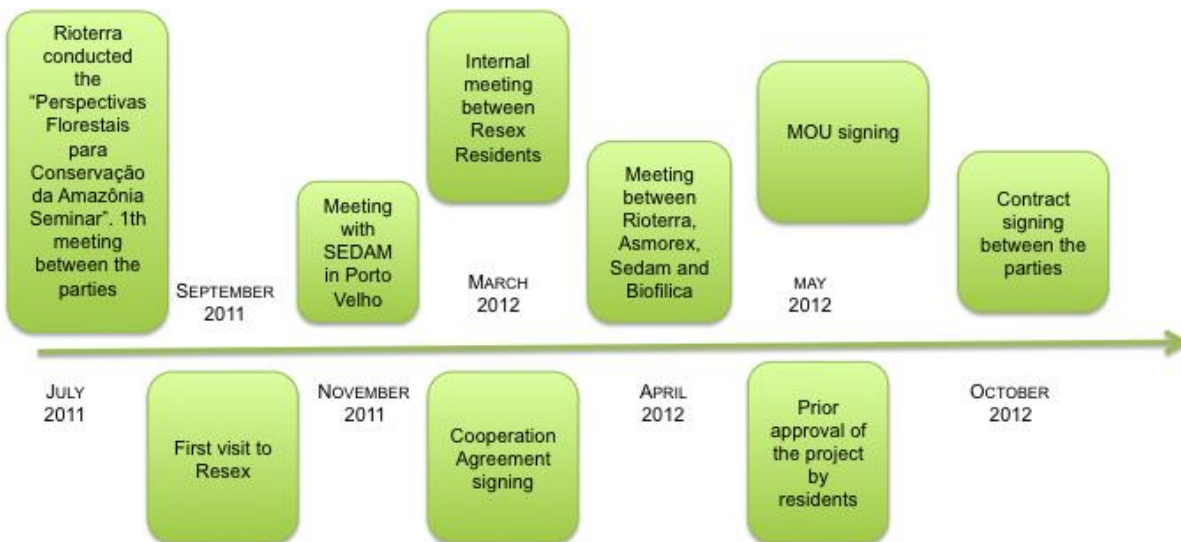 Rioterra
conducted
the
“Perspectivas
Florestais
para
Conservação
da Amazônia
Seminar”. 1th
meeting
between the
parties
JULY
2011
SEPTEMBER
2011
First visit to
Resex
Meeting
with
SEDAM
in Porto
Velho
NOVEMBER
2011
Internal
meeting
between
Resex
Residents
MARCH
2012
Cooperation
Agreement
signing
Meeting
between
Rioterra,
Asmorex,
Sedam and
Biofilica
APRIL
2012
MOU signing
MAY
2012
Prior
approval of
the project
by
residents
Contract
signing
between the
parties
OCTOBER
2012